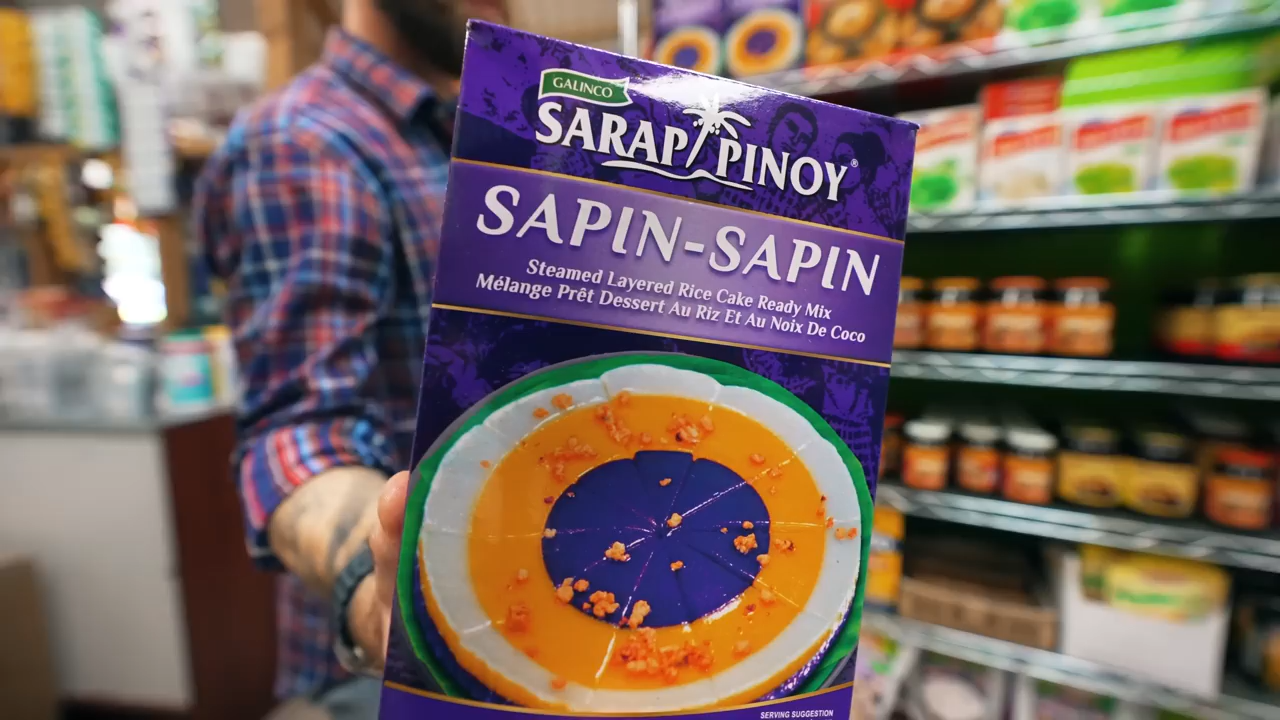 GALINCO
SARAP PINOY®
SAPIN-SAPIN
Steamed Layered Rice Cake Ready Mix
Mélange Prêt Dessert Au Riz Et Au Noix De Coco
SERVING SUGGESTION